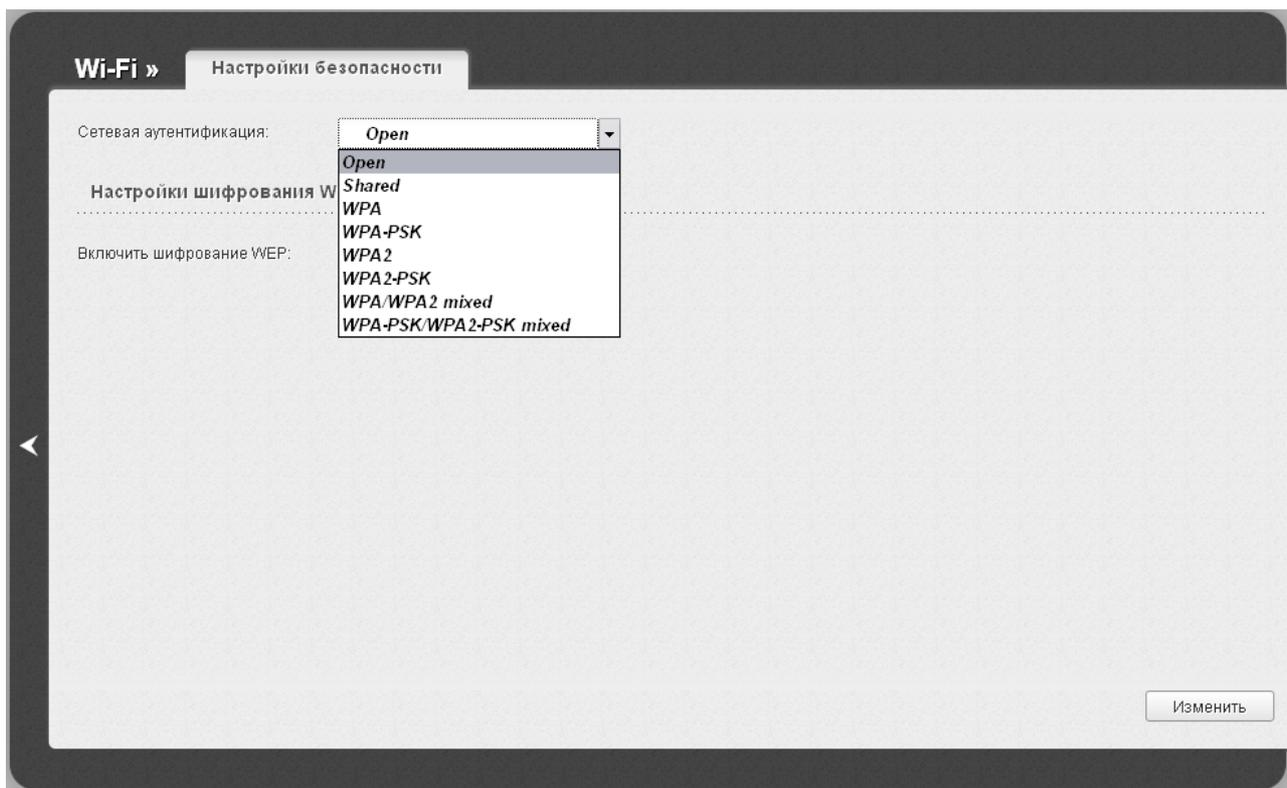 Wi-Fi » Настройки безопасности
Сетевая аутентификация: Open
Open
Настройки шифрования W
Shared
WPA
WPA-PSK
Включить шифрование WEP:
WPA2
WPA2-PSK
WPA/WPA2 mixed
WPA-PSK/WPA2-PSK mixed
Изменить